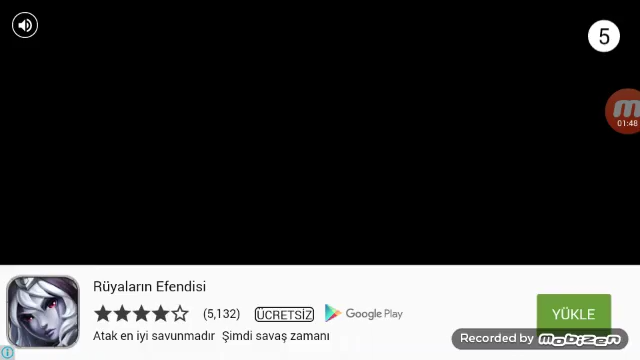 5
01:48
Rüyaların Efendisi
(5,132) ÜCRETSİZ Google Play
Atak en iyi savunmadır Şimdi savaş zamanı
YÜKLE
Recorded by mobizen